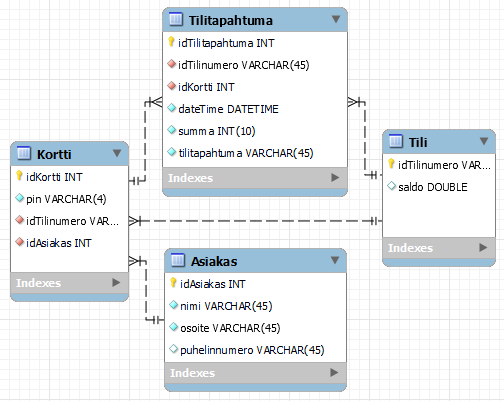 Tilitapahtuma
idTilitapahtuma INT
idTilinumero VARCHAR(45)
idKortti INT
dateTime DATETIME
summa INT(10)
tilitapahtuma VARCHAR(45)
Indexes
Kortti
idKortti INT
pin VARCHAR(4)
idTilinumero VAR...
idAsiakas INT
Indexes
Tili
idTilinumero VAR...
saldo DOUBLE
Indexes
Asiakas
idAsiakas INT
nimi VARCHAR(45)
osoite VARCHAR(45)
puhelinnumero VARCHAR(45)
Indexes